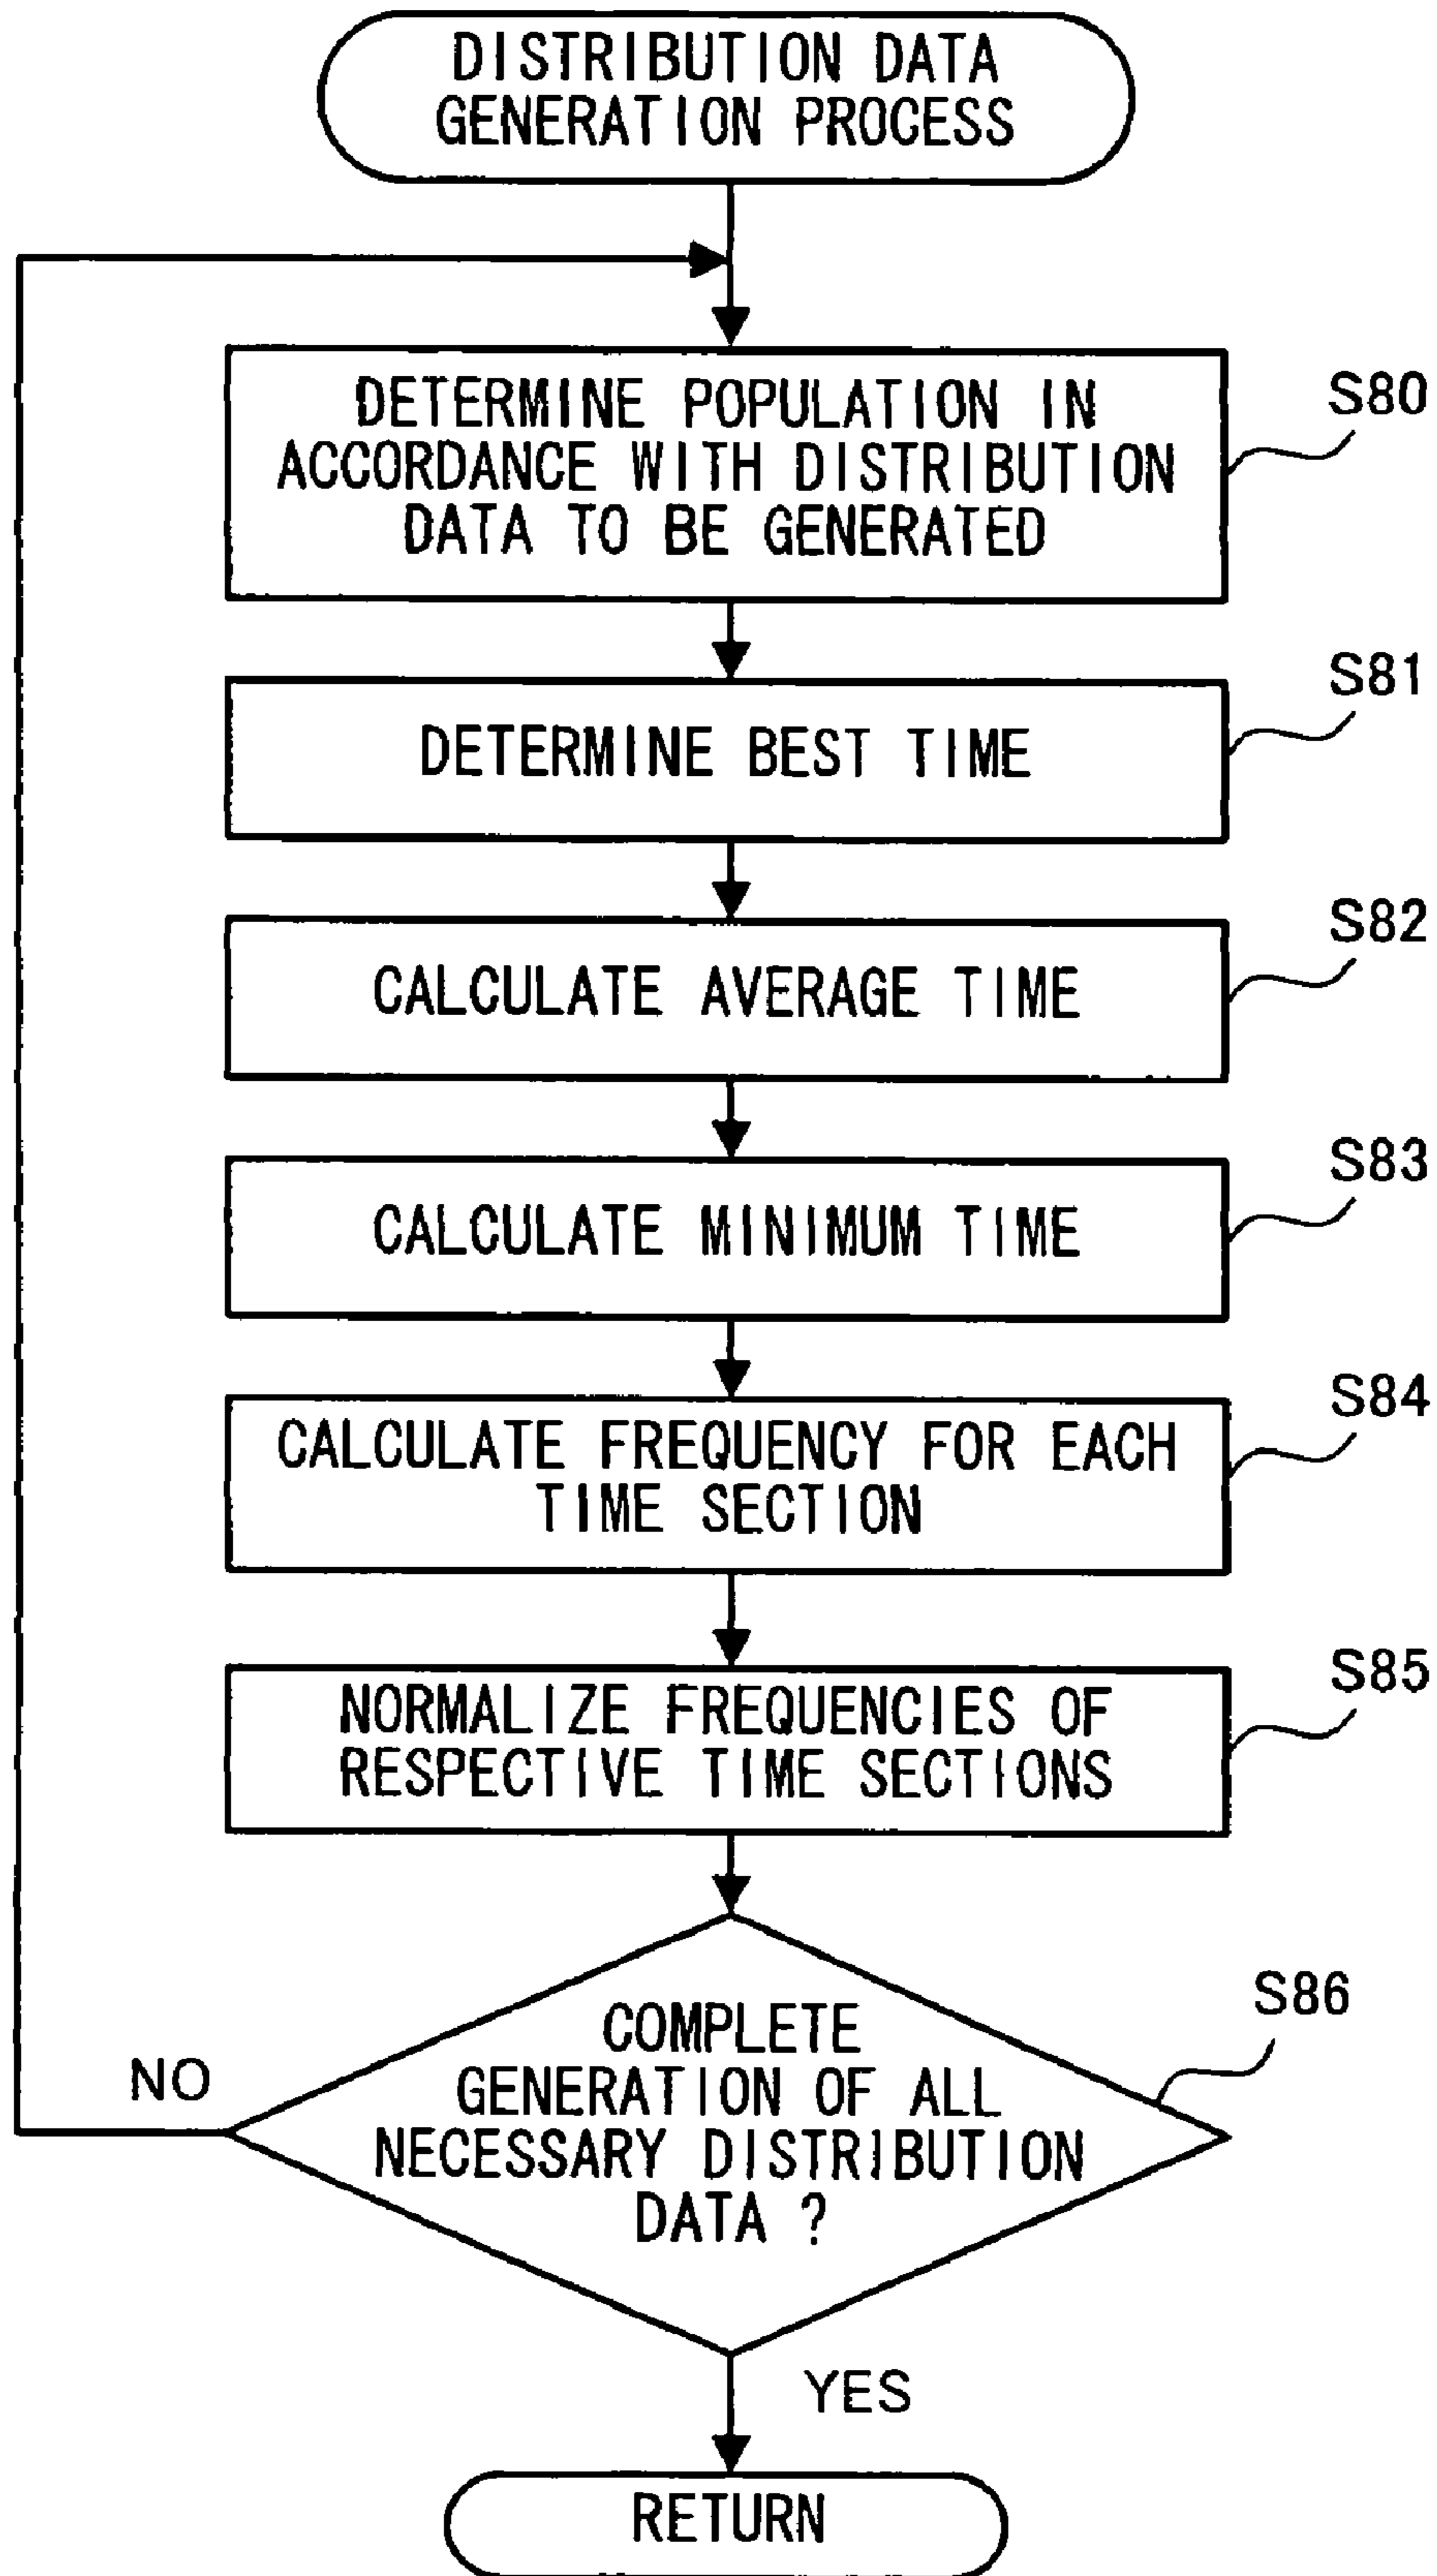 DISTRIBUTION DATA
GENERATION PROCESS
DETERMINE POPULATION IN
ACCORDANCE WITH DISTRIBUTION
DATA TO BE GENERATED
S80
DETERMINE BEST TIME
S81
CALCULATE AVERAGE TIME
S82
CALCULATE MINIMUM TIME
S83
CALCULATE FREQUENCY FOR EACH
TIME SECTION
S84
NORMALIZE FREQUENCIES OF
RESPECTIVE TIME SECTIONS
S85
COMPLETE
GENERATION OF ALL
NECESSARY DISTRIBUTION
DATA ?
S86
NO
YES
RETURN